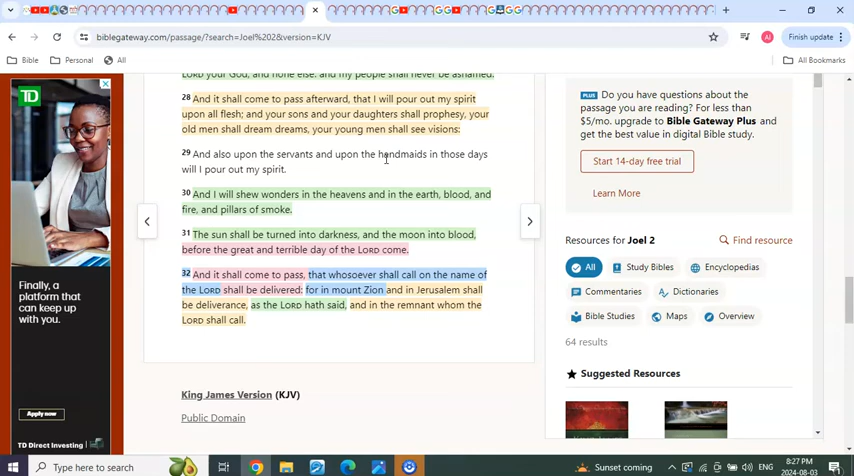 Finish update
biblegateway.com/passage/?search=Joel%202&version=KJV
AI
Bible
Personal
All
All Bookmarks
LORD your God, and none else: and my people shall never be ashamed.
28 And it shall come to pass afterward, that I will pour out my spirit
upon all flesh; and your sons and your daughters shall prophesy, your
old men shall dream dreams, your young men shall see visions:
29 And also upon the servants and upon the handmaids in those days
will I pour out my spirit.
30 And I will shew wonders in the heavens and in the earth, blood, and
fire, and pillars of smoke.
31 The sun shall be turned into darkness, and the moon into blood,
before the great and terrible day of the LORD come.
32 And it shall come to pass, that whosoever shall call on the name of
the LORD shall be delivered: for in mount Zion and in Jerusalem shall
be deliverance, as the LORD hath said, and in the remnant whom the
LORD shall call.
King James Version (KJV)
Public Domain
TD
Finally, a
platform that
can keep up
with you.
Apply now
TD Direct Investing
PLUS Do you have questions about the
passage you are reading? For less than
$5/mo. upgrade to Bible Gateway Plus and
get the best value in digital Bible study.
Start 14-day free trial
Learn More
Resources for Joel 2
Find resource
All
Study Bibles
Encyclopedias
Commentaries
Dictionaries
Bible Studies
Maps
Overview
64 results
Suggested Resources
Type here to search
Sunset coming
ENG
8:27 PM
2024-08-03